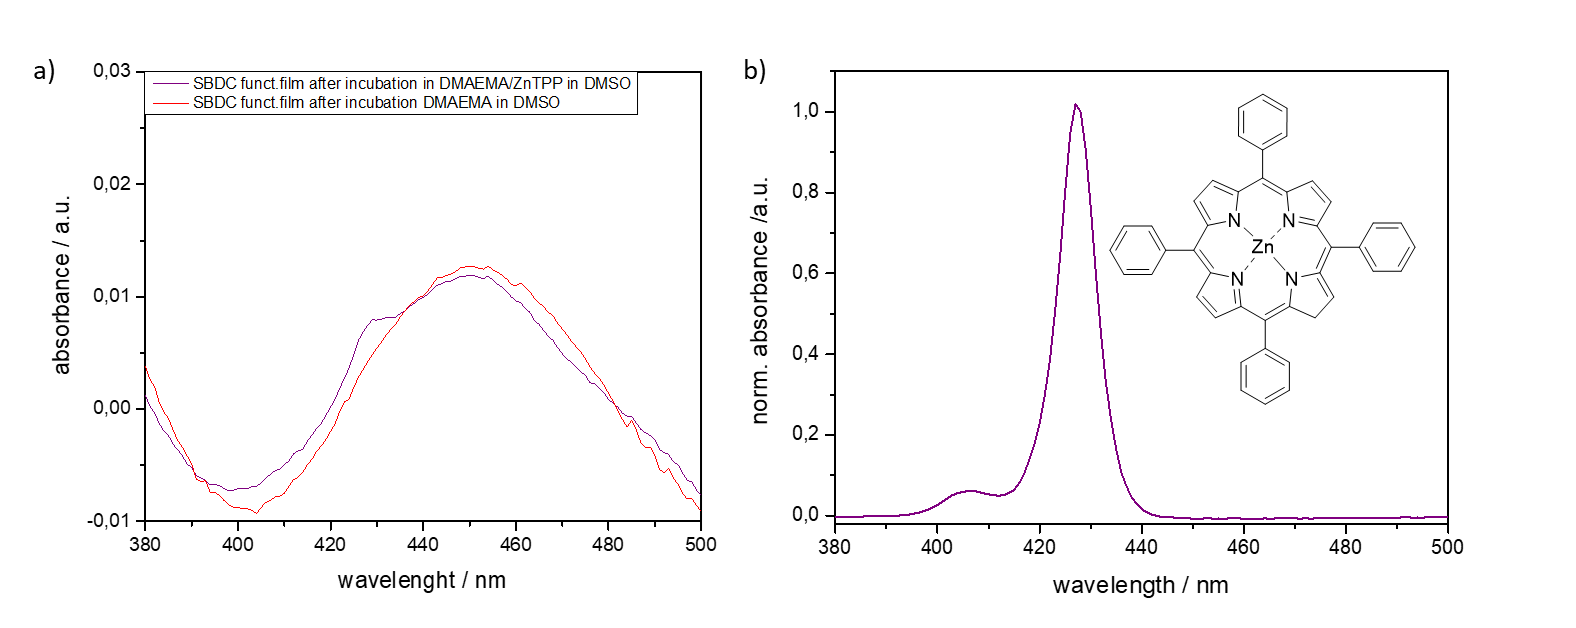 a)
0,03
0,02
0,01
0,00
-0,01
absorbance / a.u.
SBDC funct.film after incubation in DMAEMA/ZnTPP in DMSO
SBDC funct.film after incubation DMAEMA in DMSO
380 400 420 440 460 480 500
wavelenght / nm
b)
1,0
0,8
0,6
0,4
0,2
0,0
norm. absorbance /a.u.
N N
Zn
N N
380 400 420 440 460 480 500
wavelength / nm